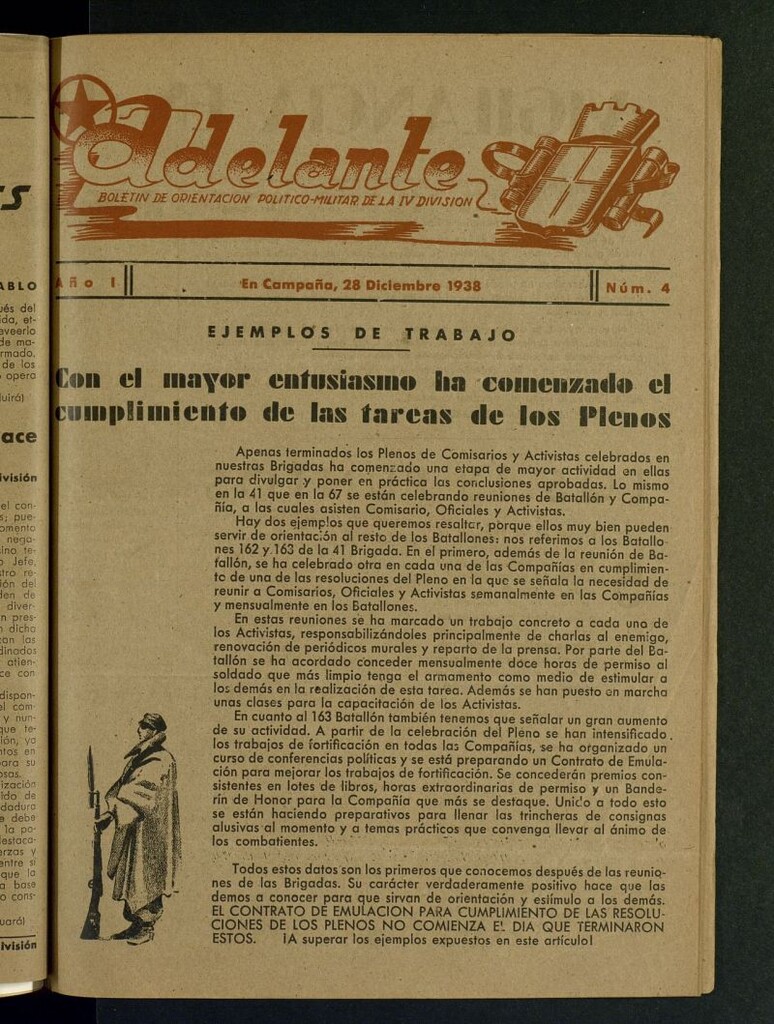 Adelante
BOLETIN DE ORIENTACION POLITICO-MILITAR DE LA IV DIVISION
Año I
En Campaña, 28 Diciembre 1938
Núm. 4
EJEMPLOS DE TRABAJO
Con el mayor entusiasmo ha comenzado el
cumplimiento de las tareas de los Plenos
Apenas terminados los Plenos de Comisarios y Activistas celebrados en
nuestras Brigadas ha comenzado una etapa de mayor actividad en ellas
para divulgar y poner en práctica las conclusiones aprobadas. Lo mismo
en la 41 que en la 67 se están celebrando reuniones de Batallón y Compa-
ñía, a las cuales asisten Comisario, Oficiales y Activistas.
Hay dos ejemplos que queremos resaltar, porque ellos muy bien pueden
servir de orientación al resto de los Batallones: nos referimos a los Batallo-
nes 162 y 163 de la 41 Brigada. En el primero, además de la reunión de Ba-
tallón, se ha celebrado otra en cada una de las Compañías en cumplimien-
to de una de las resoluciones del Pleno en la que se señala la necesidad de
reunir a Comisarios, Oficiales y Activistas semanalmente en las Compañías
y mensualmente en los Batallones.
En estas reuniones se ha marcado un trabajo concreto a cada uno de
los Activistas, responsabilizándoles principalmente de charlas al enemigo,
renovación de periódicos murales y reparto de la prensa. Por parte del Ba-
tallón se ha acordado conceder mensualmente doce horas de permiso al
soldado que más limpio tenga el armamento como medio de estimular a
los demás en la realización de esta tarea. Además se han puesto en marcha
unas clases para la capacitación de los Activistas.
En cuanto al 163 Batallón también tenemos que señalar un gran aumento
de su actividad. A partir de la celebración del Pleno se han intensificado
los trabajos de fortificación en todas las Compañías, se ha organizado un
curso de conferencias políticas y se está preparando un Contrato de Emula-
ción para mejorar los trabajos de fortificación. Se concederán premios con-
sistentes en lotes de libros, horas extraordinarias de permiso y un Bande-
rín de Honor para la Compañía que más se destaque. Unido a todo esto
se están haciendo preparativos para llenar las trincheras de consignas
alusivas al momento y a temas prácticos que convenga llevar al ánimo de
los combatientes.
Todos estos datos son los primeros que conocemos después de las reunio-
nes de las Brigadas. Su carácter verdaderamente positivo hace que las
demos a conocer para que sirvan de orientación y estímulo a los demás.
EL CONTRATO DE EMULACION PARA CUMPLIMIENTO DE LAS RESOLU-
CIONES DE LOS PLENOS NO COMIENZA EL DIA QUE TERMINARON
ESTOS. ¡A superar los ejemplos expuestos en este artículo!